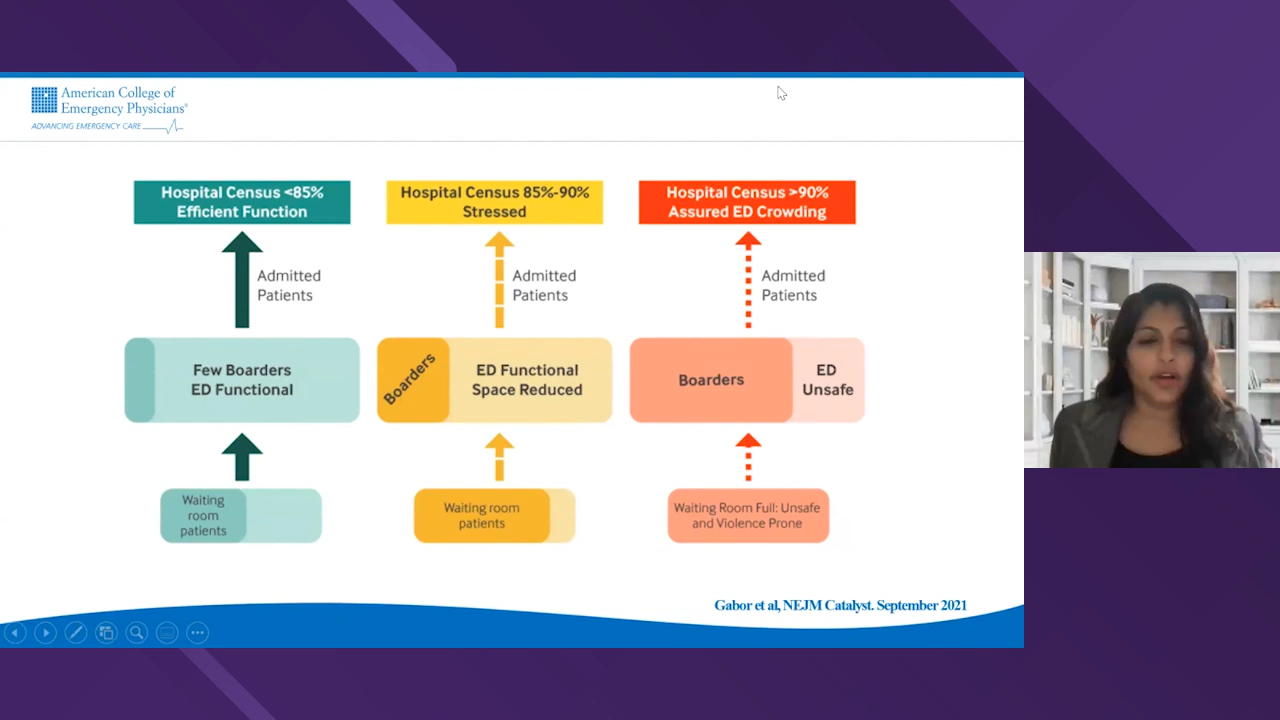 American College of
Emergency Physicians®
ADVANCING EMERGENCY CARE
Hospital Census <85%
Efficient Function
Hospital Census 85%-90%
Stressed
Hospital Census >90%
Assured ED Crowding
Admitted
Patients
Admitted
Patients
Admitted
Patients
Few Boarders
ED Functional
Boarders
ED Functional
Space Reduced
Boarders
ED
Unsafe
Waiting
room
patients
Waiting room
patients
Waiting Room Full: Unsafe
and Violence Prone
Gabor et al, NEJM Catalyst. September 2021